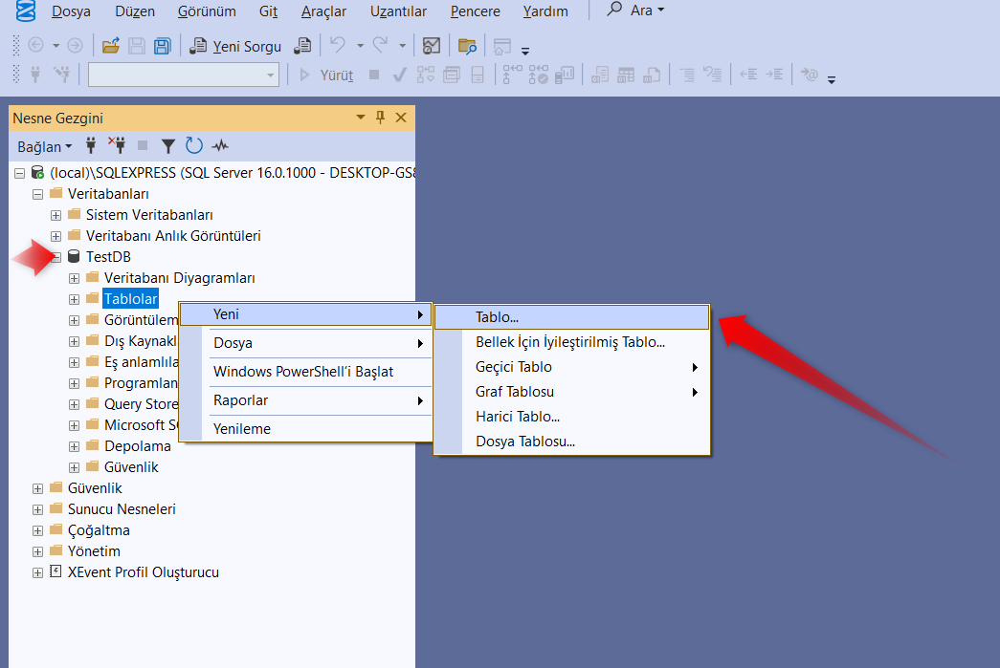 Dosya Düzen Görünüm Git Araçlar Uzantılar Pencere Yardım Ara
Yeni Sorgu
Yürüt
Nesne Gezgini
Bağlan
(local)\SQLEXPRESS (SQL Server 16.0.1000 - DESKTOP-GS8
Veritabanları
Sistem Veritabanları
Veritabanı Anlık Görüntüleri
TestDB
Veritabanı Diyagramları
Tablolar
Görüntülem
Dış Kaynakl
Eş anlamlıla
Programlan
Query Store
Microsoft SQ
Depolama
Güvenlik
Güvenlik
Sunucu Nesneleri
Çoğaltma
Yönetim
XEvent Profil Oluşturucu
Yeni
Dosya
Windows PowerShell’i Başlat
Raporlar
Yenileme
Tablo...
Bellek İçin İyileştirilmiş Tablo...
Geçici Tablo
Graf Tablosu
Harici Tablo...
Dosya Tablosu...